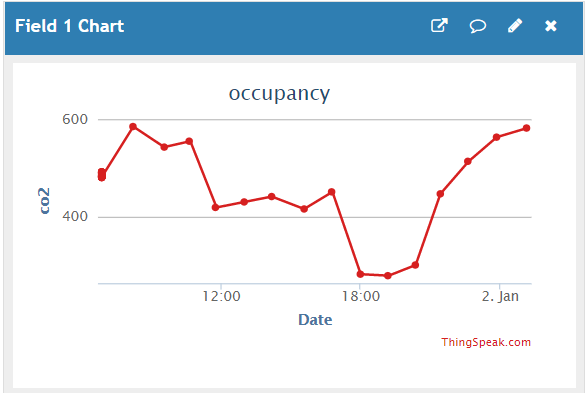 Field 1 Chart
occupancy
600
400
co2
12:00
18:00
2. Jan
Date
ThingSpeak.com